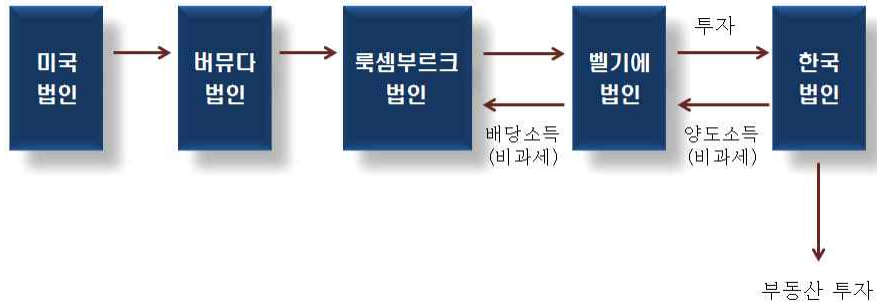 미국
법인
버뮤다
법인
룩셈부르크
법인
벨기에
법인
한국
법인
투자
배당소득
(비과세)
양도소득
(비과세)
부동산 투자